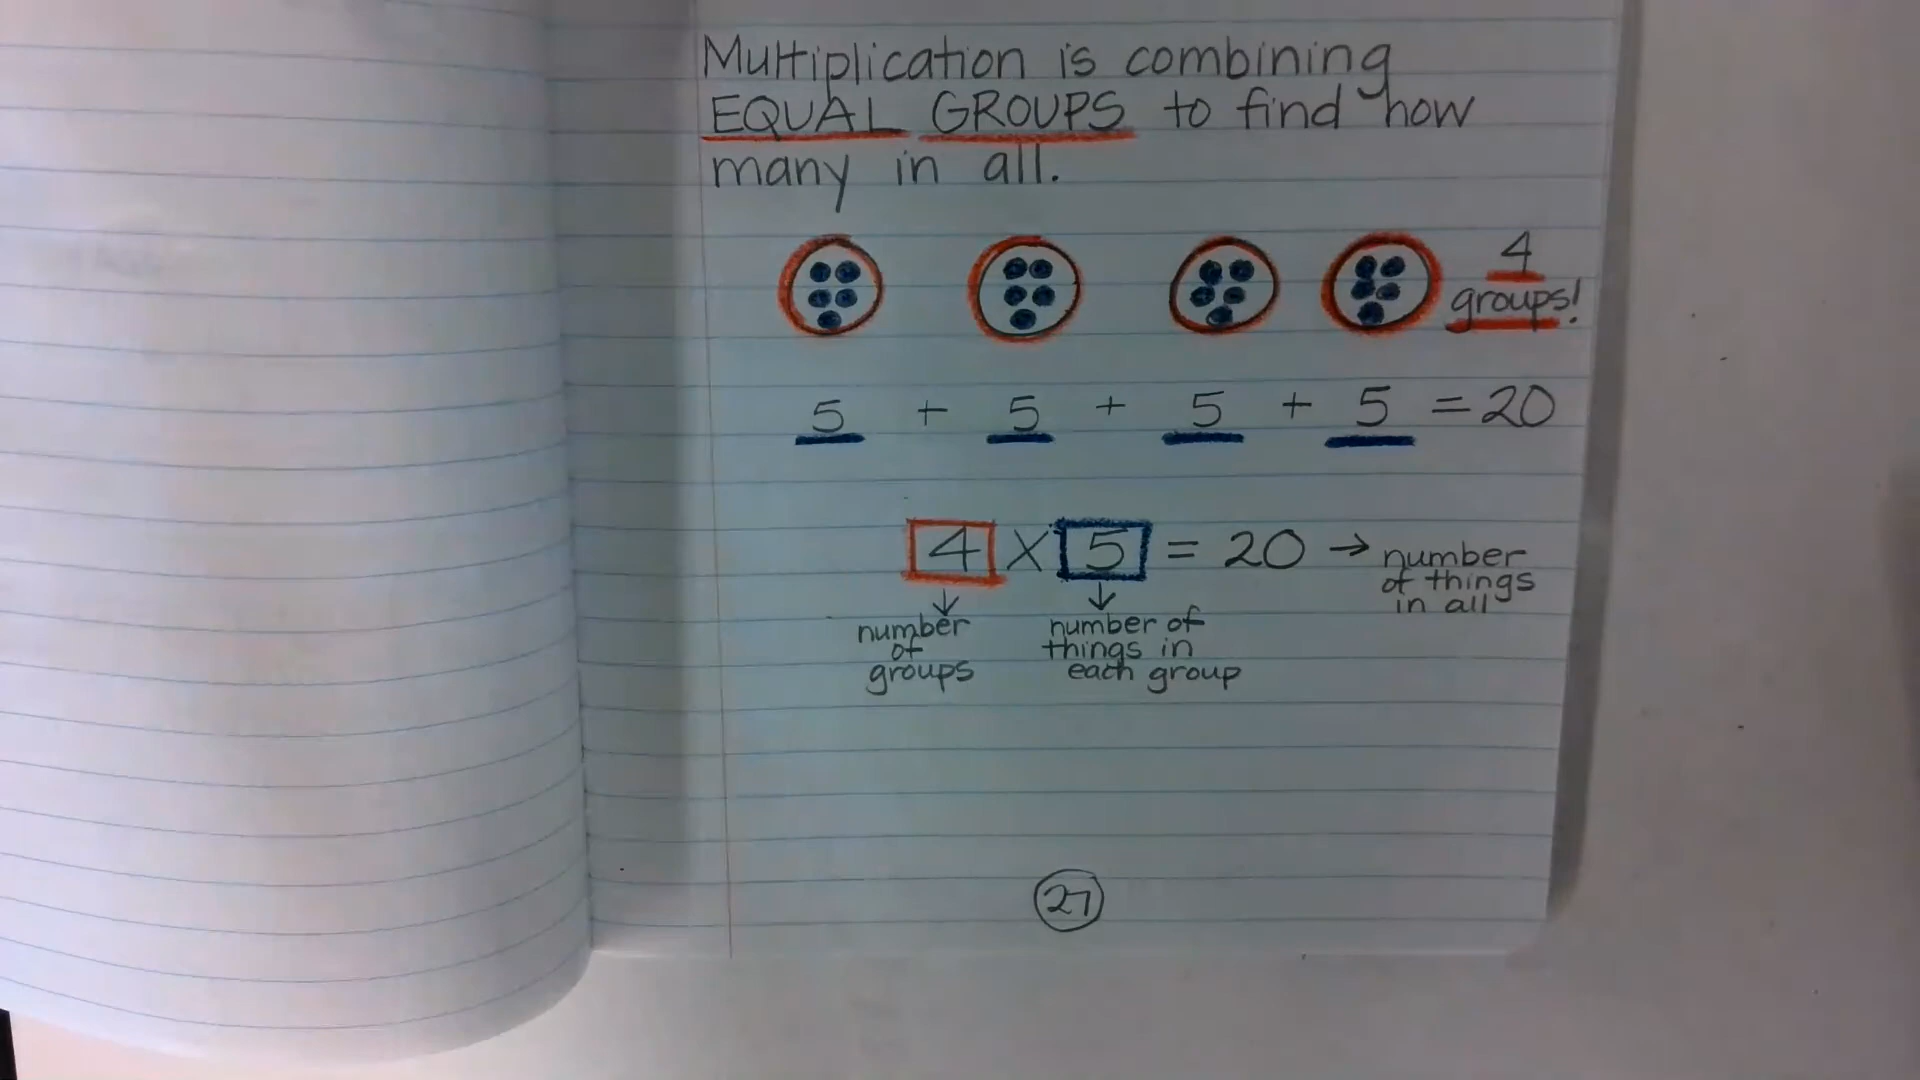 Multiplication is combining
EQUAL GROUPS to find how
many in all.
4
groups!
5 + 5 + 5 + 5 = 20
4 X 5 = 20 → number
of things
in all
number
of
groups
number of
things in
each group
27